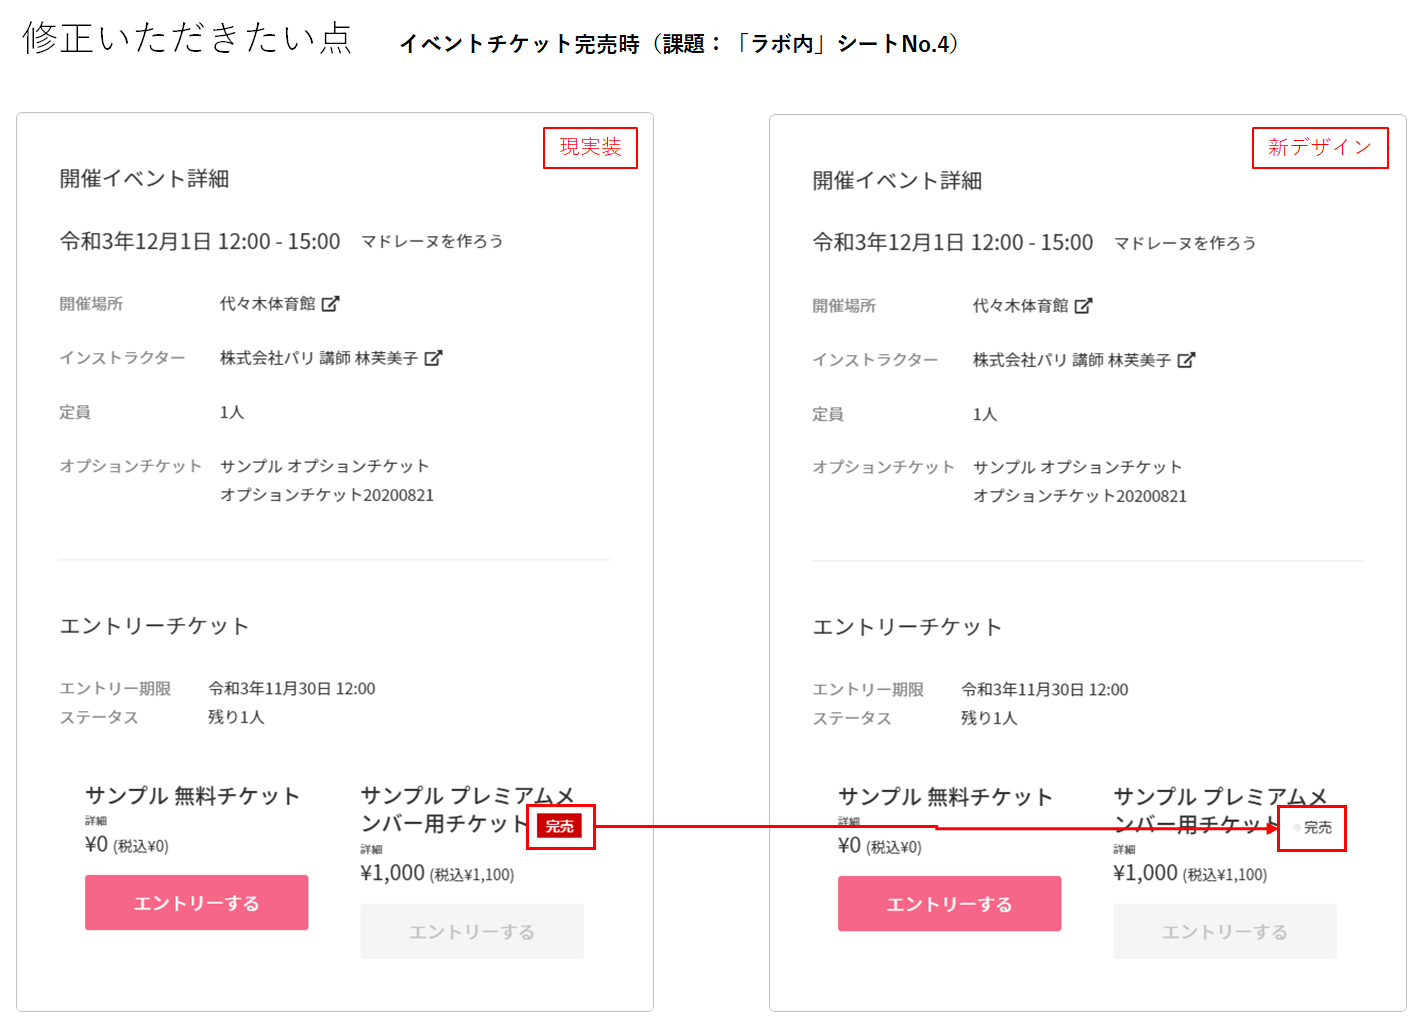 修正いただきたい点
イベントチケット完売時（課題：「ラボ内」シートNo.4）
現実装
開催イベント詳細
令和3年12月1日 12:00 - 15:00 マドレーヌを作ろう
開催場所 代々木体育館
インストラクター 株式会社パリ 講師 林芙美子
定員 1人
オプションチケット サンプル オプションチケット
オプションチケット20200821
エントリーチケット
エントリー期限 令和3年11月30日 12:00
ステータス 残り1人
サンプル 無料チケット
詳細
¥0 (税込¥0)
エントリーする
サンプル プレミアムメ
ンバー用チケット 完売
詳細
¥1,000 (税込¥1,100)
エントリーする
新デザイン
開催イベント詳細
令和3年12月1日 12:00 - 15:00 マドレーヌを作ろう
開催場所 代々木体育館
インストラクター 株式会社パリ 講師 林芙美子
定員 1人
オプションチケット サンプル オプションチケット
オプションチケット20200821
エントリーチケット
エントリー期限 令和3年11月30日 12:00
ステータス 残り1人
サンプル 無料チケット
詳細
¥0 (税込¥0)
エントリーする
サンプル プレミアムメ
ンバー用チケット 完売
詳細
¥1,000 (税込¥1,100)
エントリーする